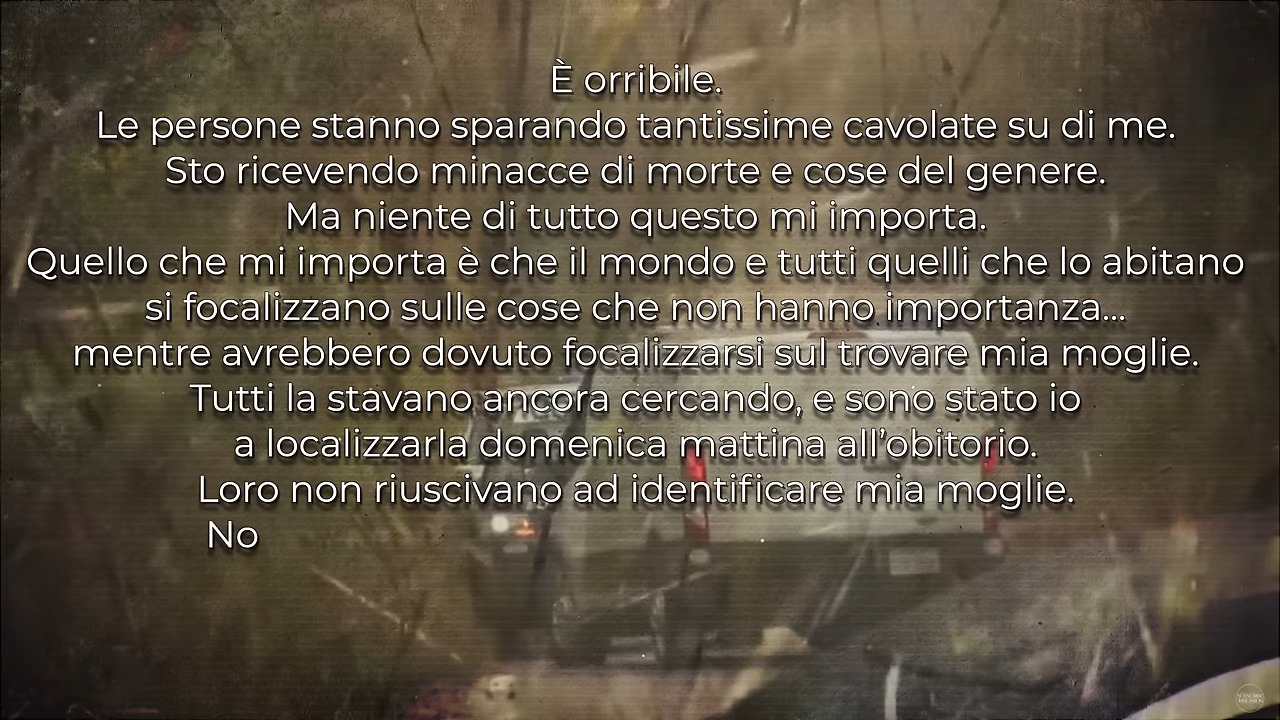 È orribile.
Le persone stanno sparando tantissime cavolate su di me.
Sto ricevendo minacce di morte e cose del genere.
Ma niente di tutto questo mi importa.
Quello che mi importa è che il mondo e tutti quelli che lo abitano
si focalizzano sulle cose che non hanno importanza...
mentre avrebbero dovuto focalizzarsi sul trovare mia moglie.
Tutti la stavano ancora cercando, e sono stato io
a localizzarla domenica mattina all'obitorio.
Loro non riuscivano ad identificare mia moglie.
No